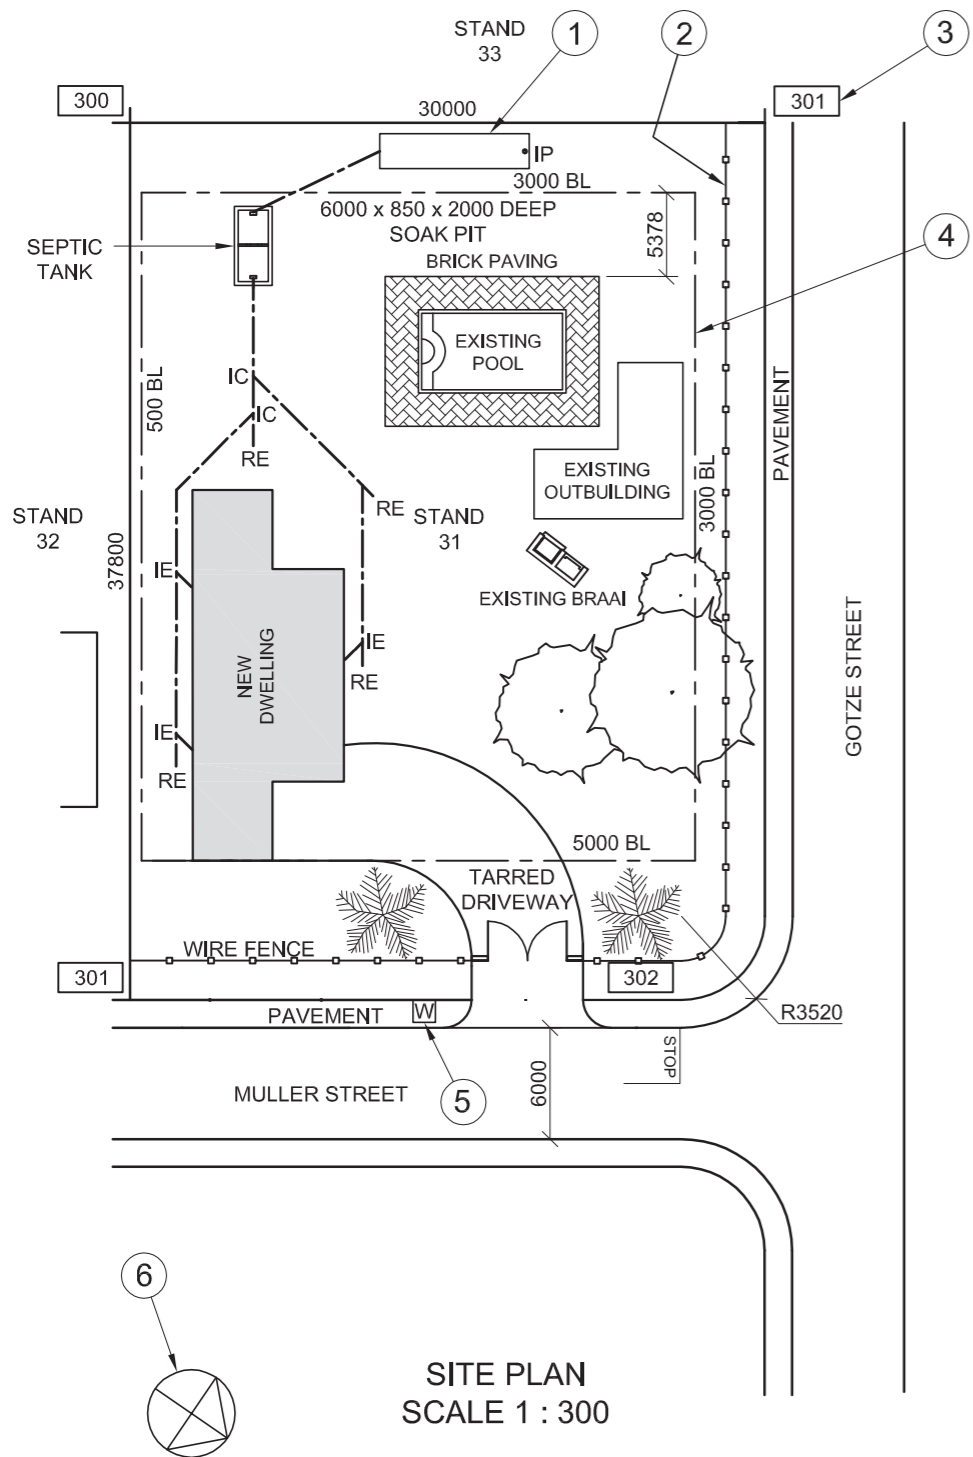 STAND
33
1
2
3
300
30000
301
IP
3000 BL
6000 x 850 x 2000 DEEP
SOAK PIT
SEPTIC
TANK
BRICK PAVING
5378
4
EXISTING
POOL
IC
IC
500 BL
RE
PAVEMENT
EXISTING
OUTBUILDING
3000 BL
RE
STAND
31
STAND
32
37800
IE
EXISTING BRAAI
NEW
DWELLING
IE
RE
GOTZE STREET
IE
RE
5000 BL
TARRED
DRIVEWAY
WIRE FENCE
301
302
PAVEMENT
W
R3520
STOP
MULLER STREET
5
6000
6
SITE PLAN
SCALE 1 : 300